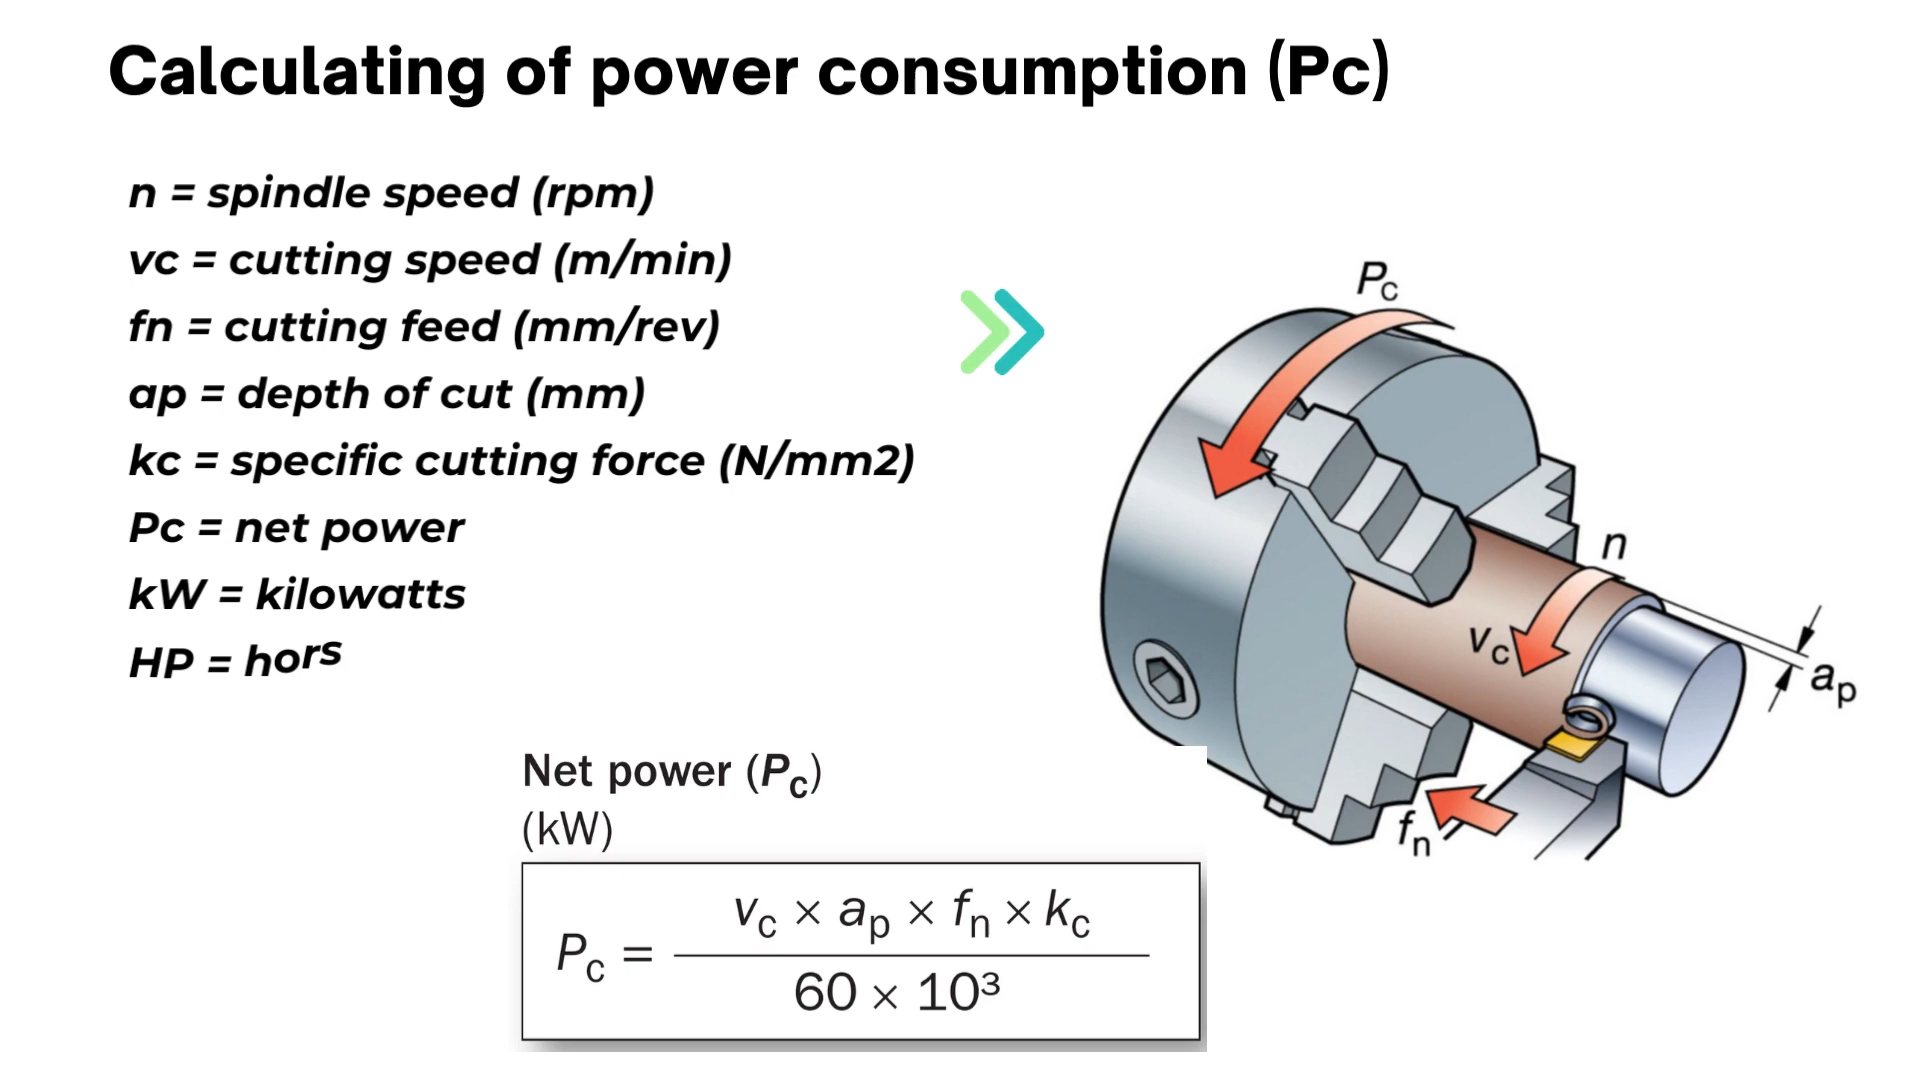 Calculating of power consumption (Pc)
n = spindle speed (rpm)
vc = cutting speed (m/min)
fn = cutting feed (mm/rev)
ap = depth of cut (mm)
kc = specific cutting force (N/mm2)
Pc = net power
kW = kilowatts
HP = hors
Pc
n
vc
ap
fn
Net power (Pc)
(kW)
Pc = vc × ap × fn × kc
60 × 10³